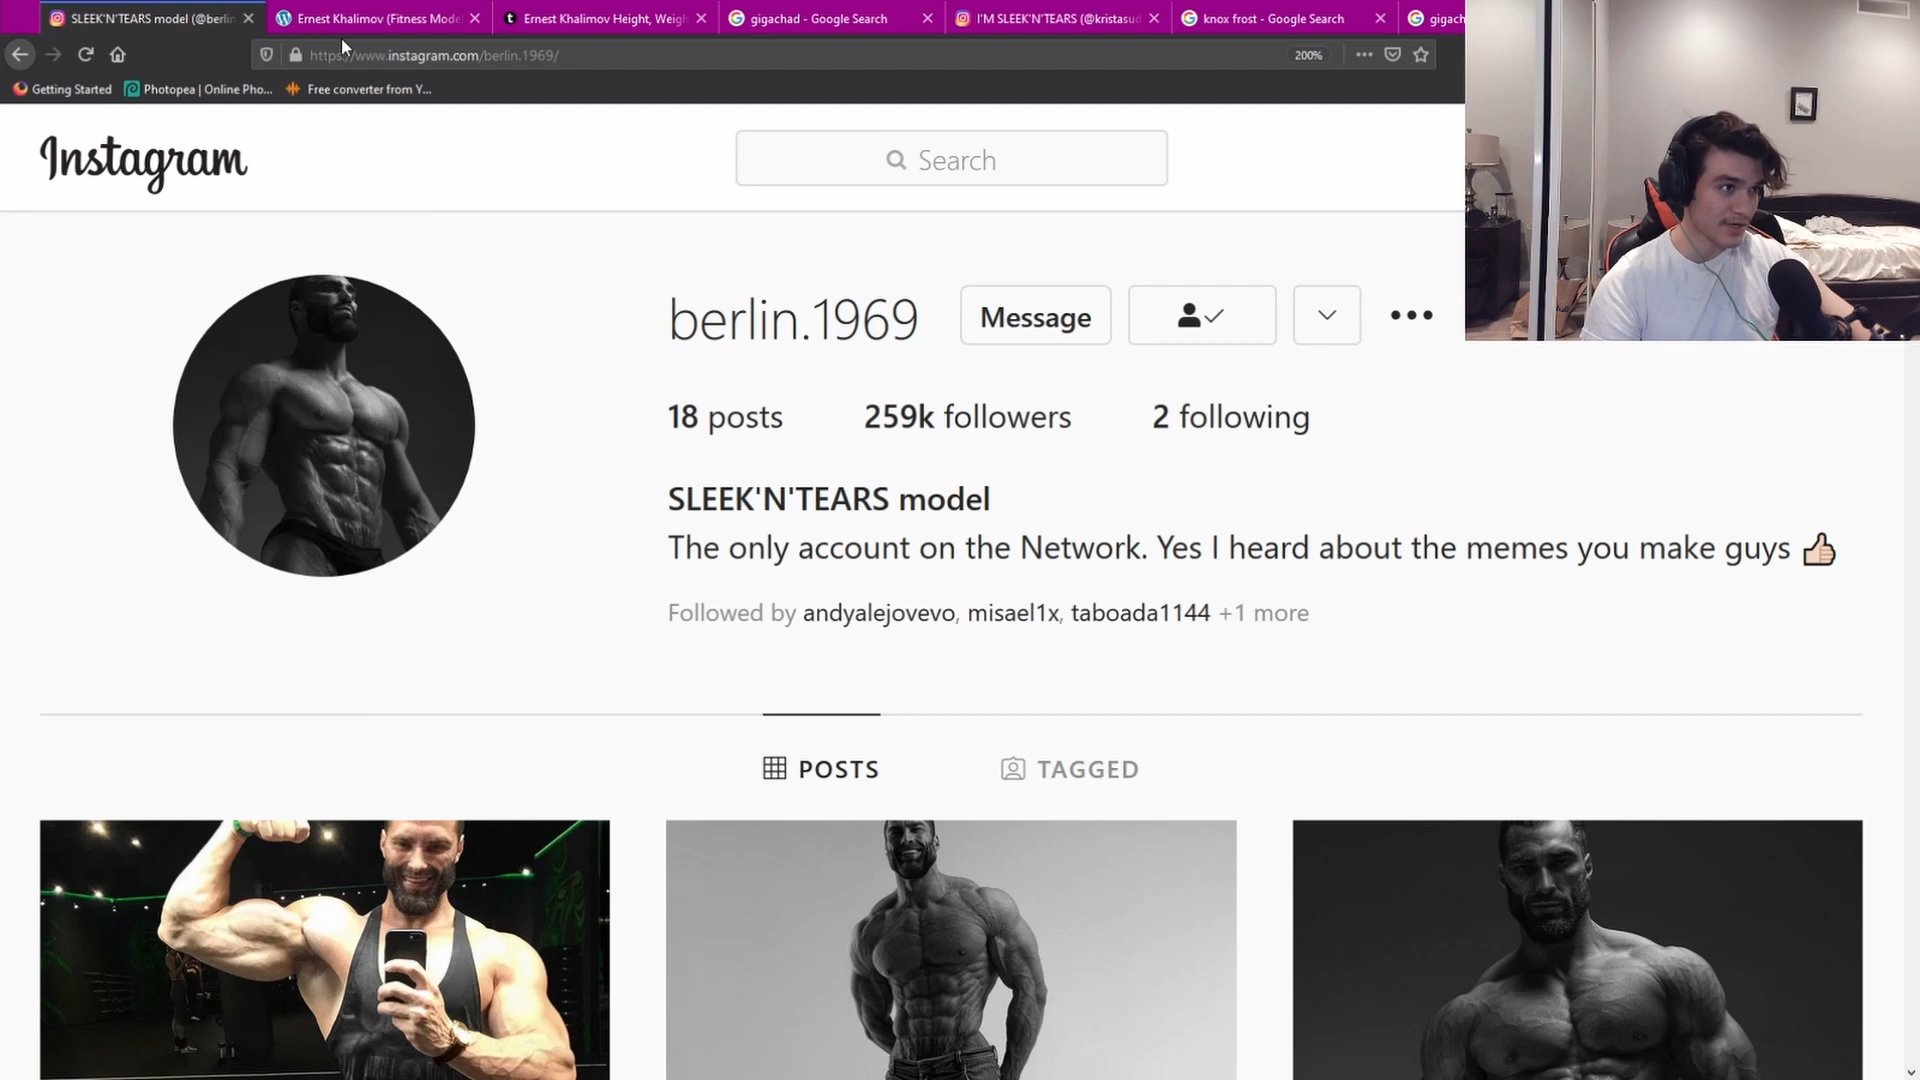 SLEEK'N'TEARS model (@berlin
Ernest Khalimov (Fitness Mode
Ernest Khalimov Height, Weigh
gigachad - Google Search
I'M SLEEK'N'TEARS (@kristasud
knox frost - Google Search
gigach
https://www.instagram.com/berlin.1969/
200%
Getting Started
Photopea | Online Pho...
Free converter from Y...
Instagram
Search
berlin.1969
Message
18 posts
259k followers
2 following
SLEEK'N'TEARS model
The only account on the Network. Yes I heard about the memes you make guys 👍🏻
Followed by andyalejovevo, misael1x, taboada1144 +1 more
POSTS
TAGGED